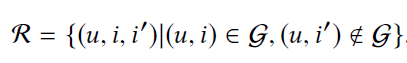 ℛ = {(u, i, i′)|(u, i) ∈ 𝒢, (u, i′) ∉ 𝒢}.